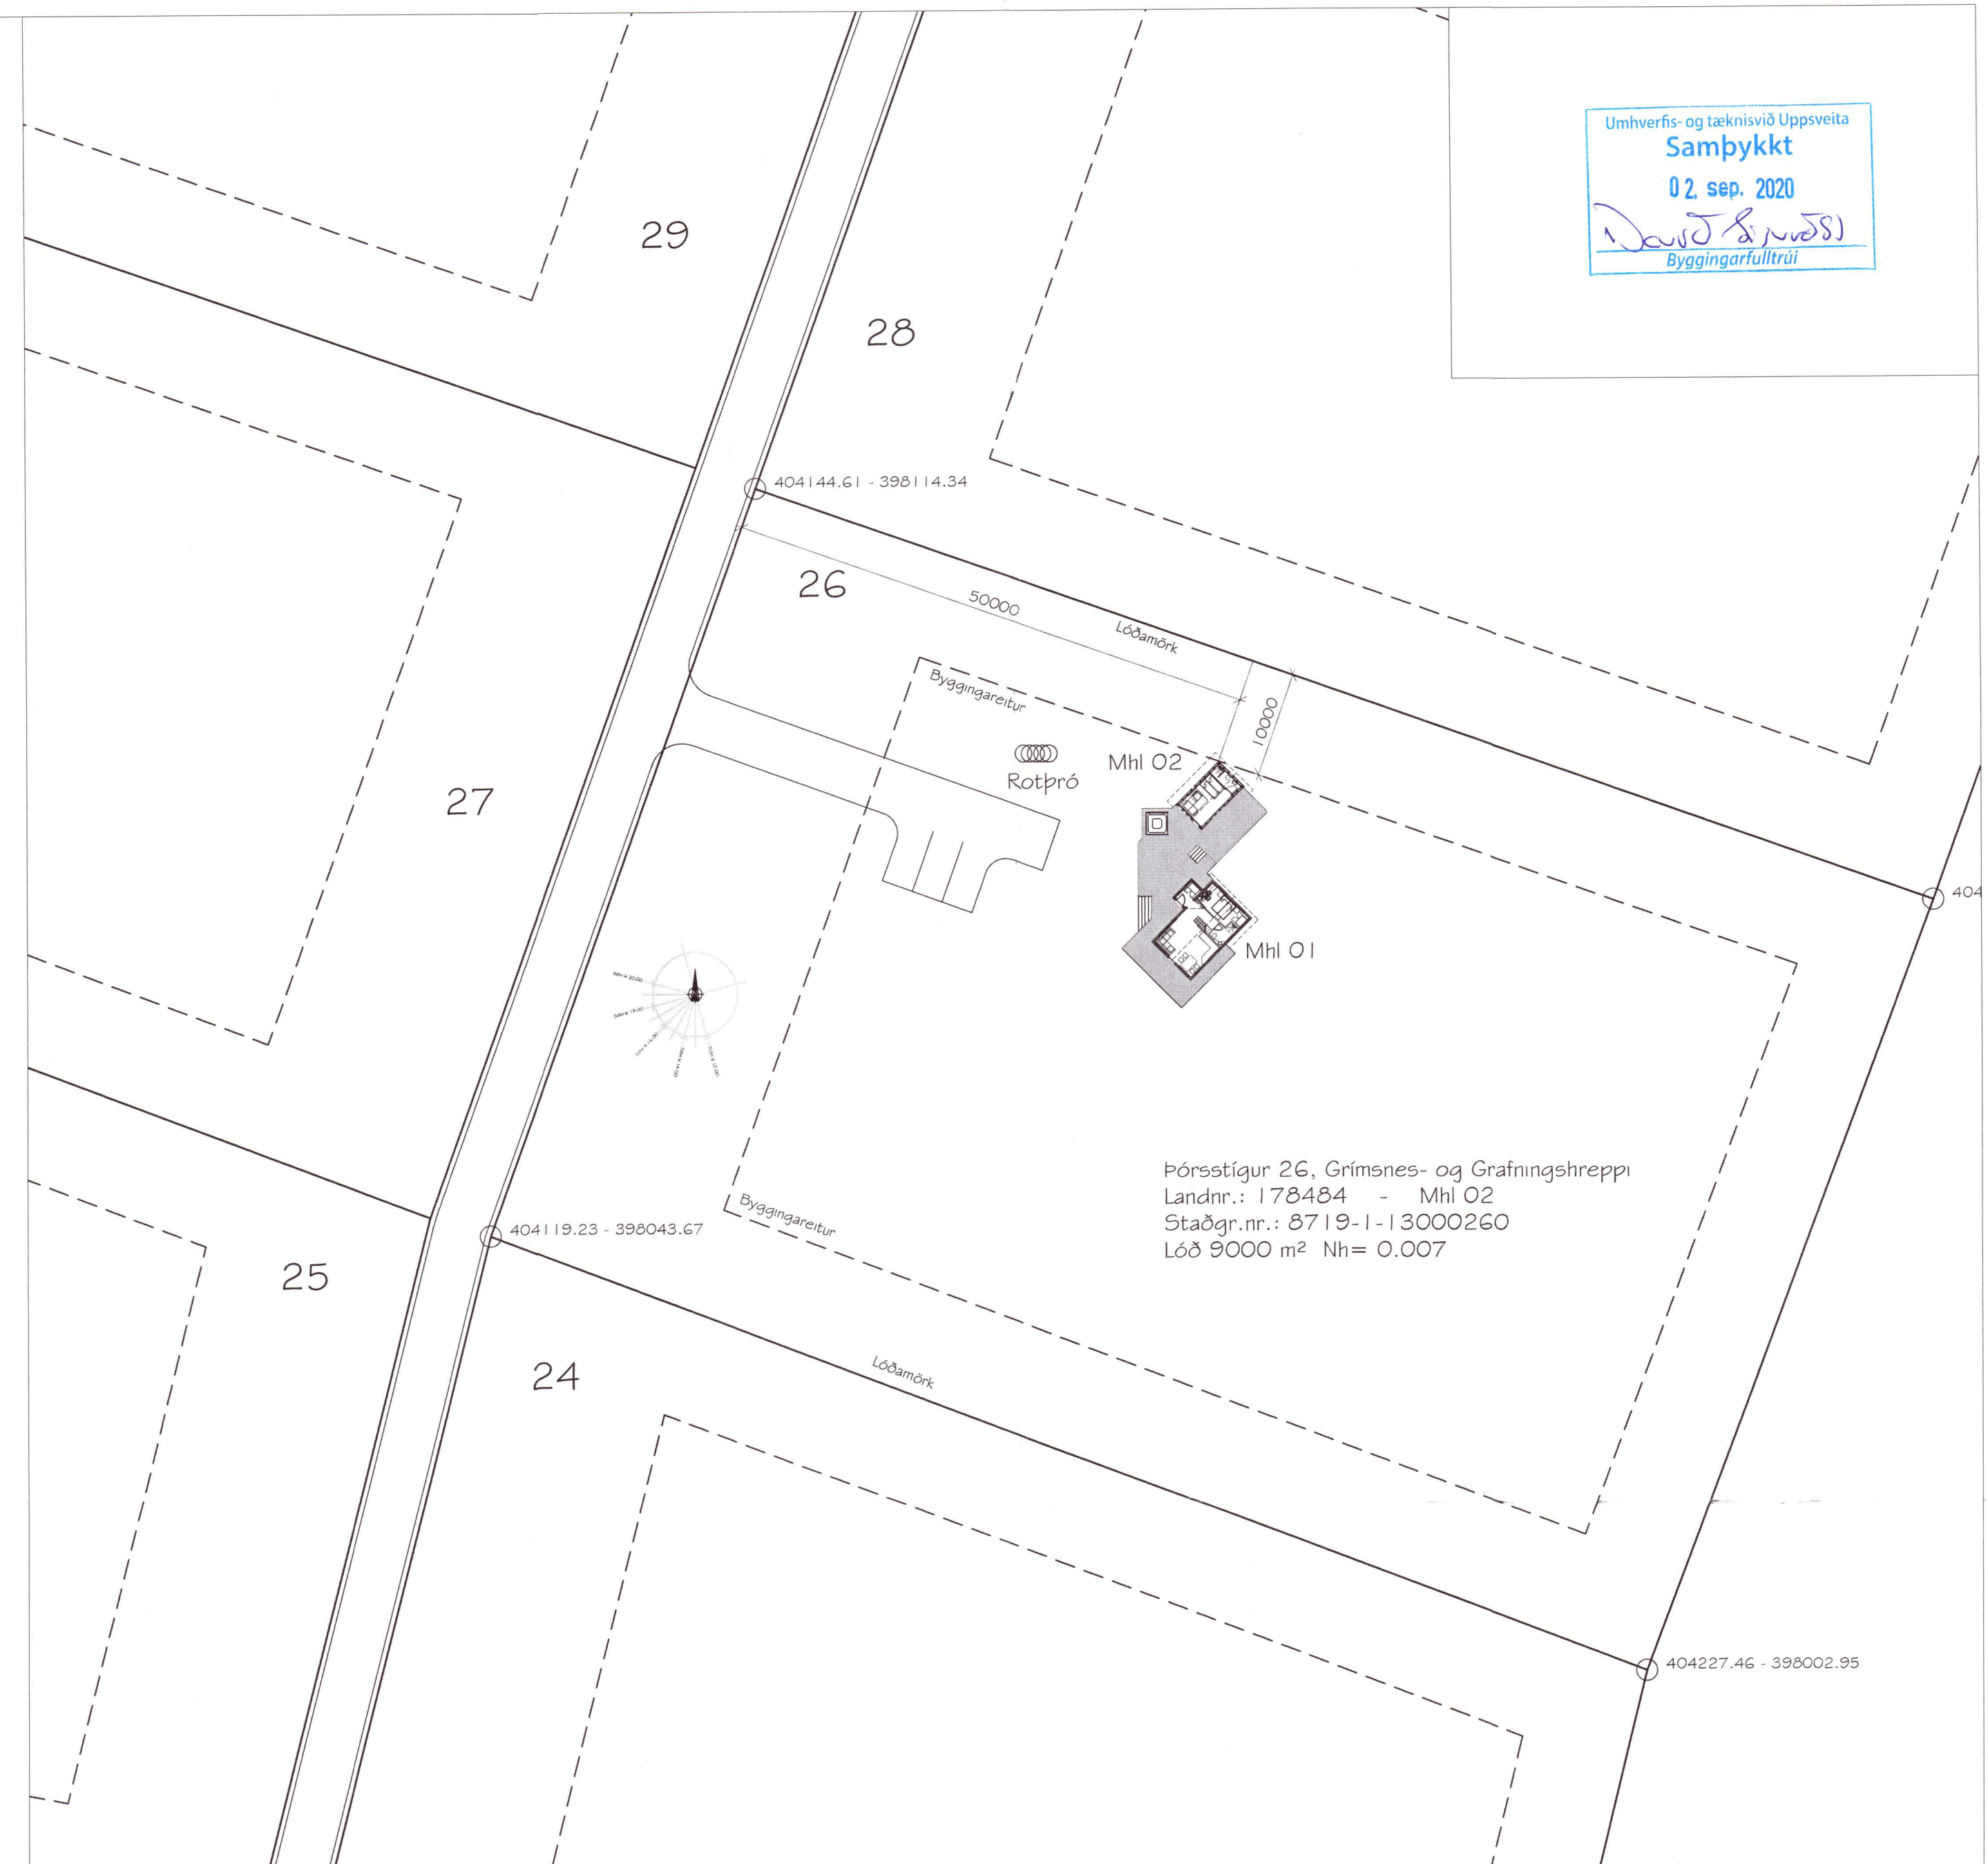 Umhverfis- og tæknisvið Uppsveita
Samþykkt
02. sep. 2020
Byggingarfulltrúi
29
28
404144.61 - 398114.34
26
50000
Lóðamörk
Byggingareitur
10000
Rotþró
Mhl 02
27
404
Mhl 01
Þórsstígur 26, Grímsnes- og Grafningshreppi
Landnr.: 178484 - Mhl 02
Staðgr.nr.: 8719-1-13000260
Lóð 9000 m² Nh= 0.007
Byggingareitur
404119.23 - 398043.67
25
24
Lóðamörk
404227.46 - 398002.95